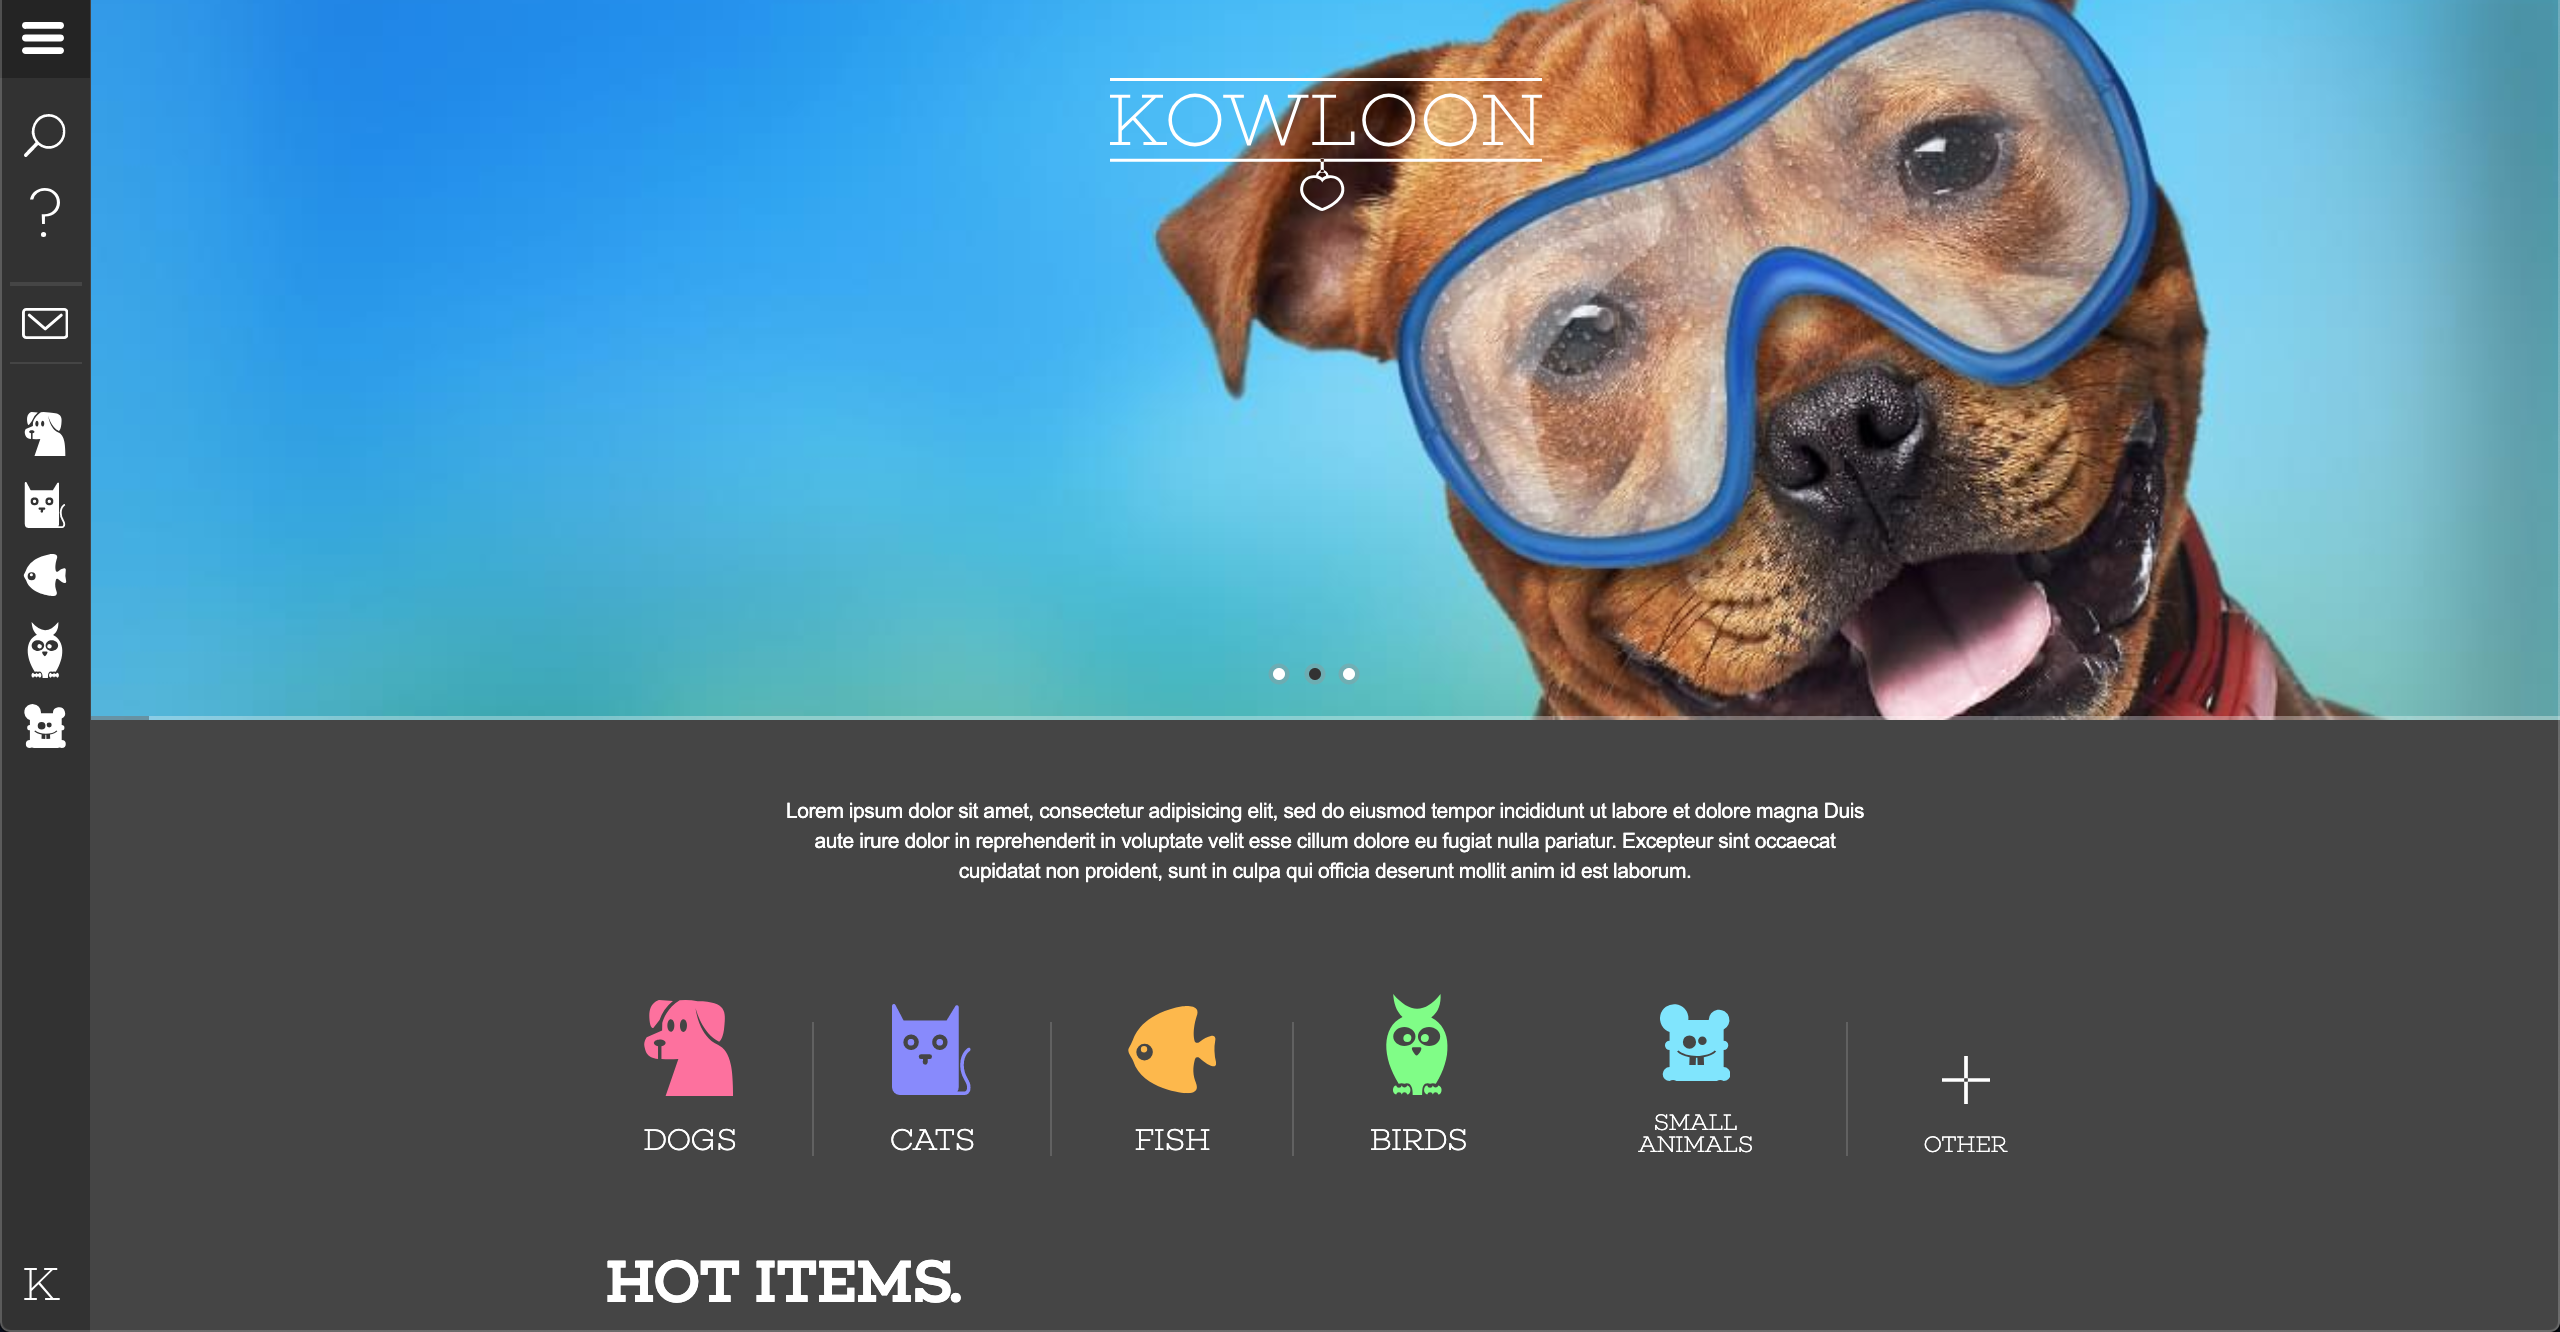 KOWLOON
?
Lorem ipsum dolor sit amet, consectetur adipisicing elit, sed do eiusmod tempor incididunt ut labore et dolore magna Duis
aute irure dolor in reprehenderit in voluptate velit esse cillum dolore eu fugiat nulla pariatur. Excepteur sint occaecat
cupidatat non proident, sunt in culpa qui officia deserunt mollit anim id est laborum.
DOGS
CATS
FISH
BIRDS
SMALL
ANIMALS
OTHER
HOT ITEMS.
K